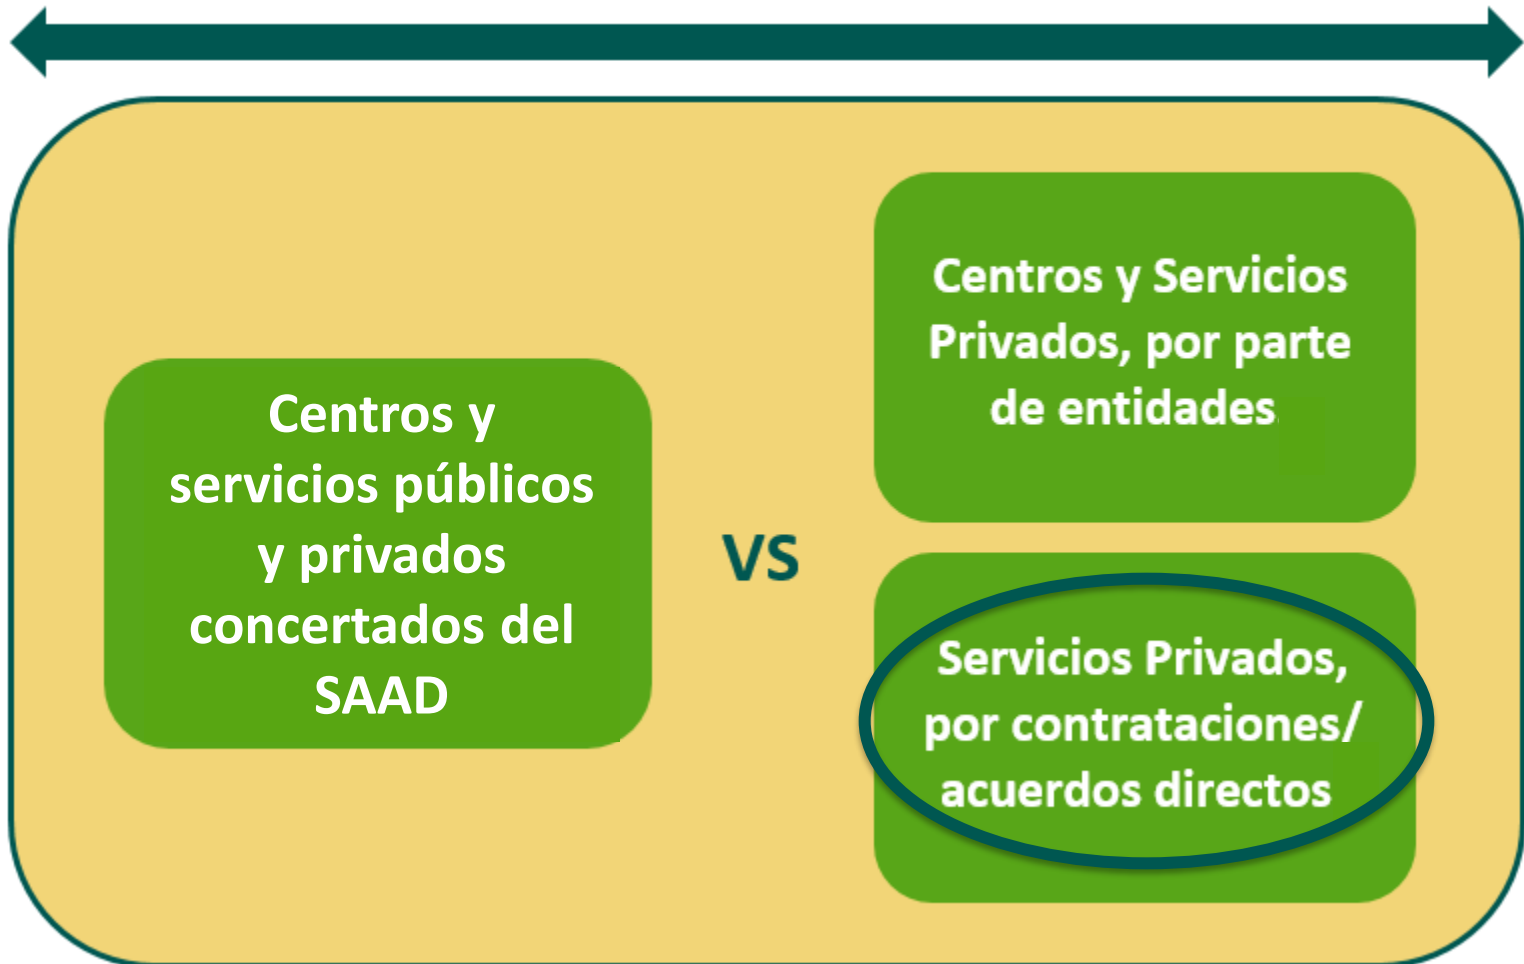 Centros y
servicios públicos
y privados
concertados del
SAAD
VS
Centros y Servicios
Privados, por parte
de entidades
Servicios Privados,
por contrataciones/
acuerdos directos